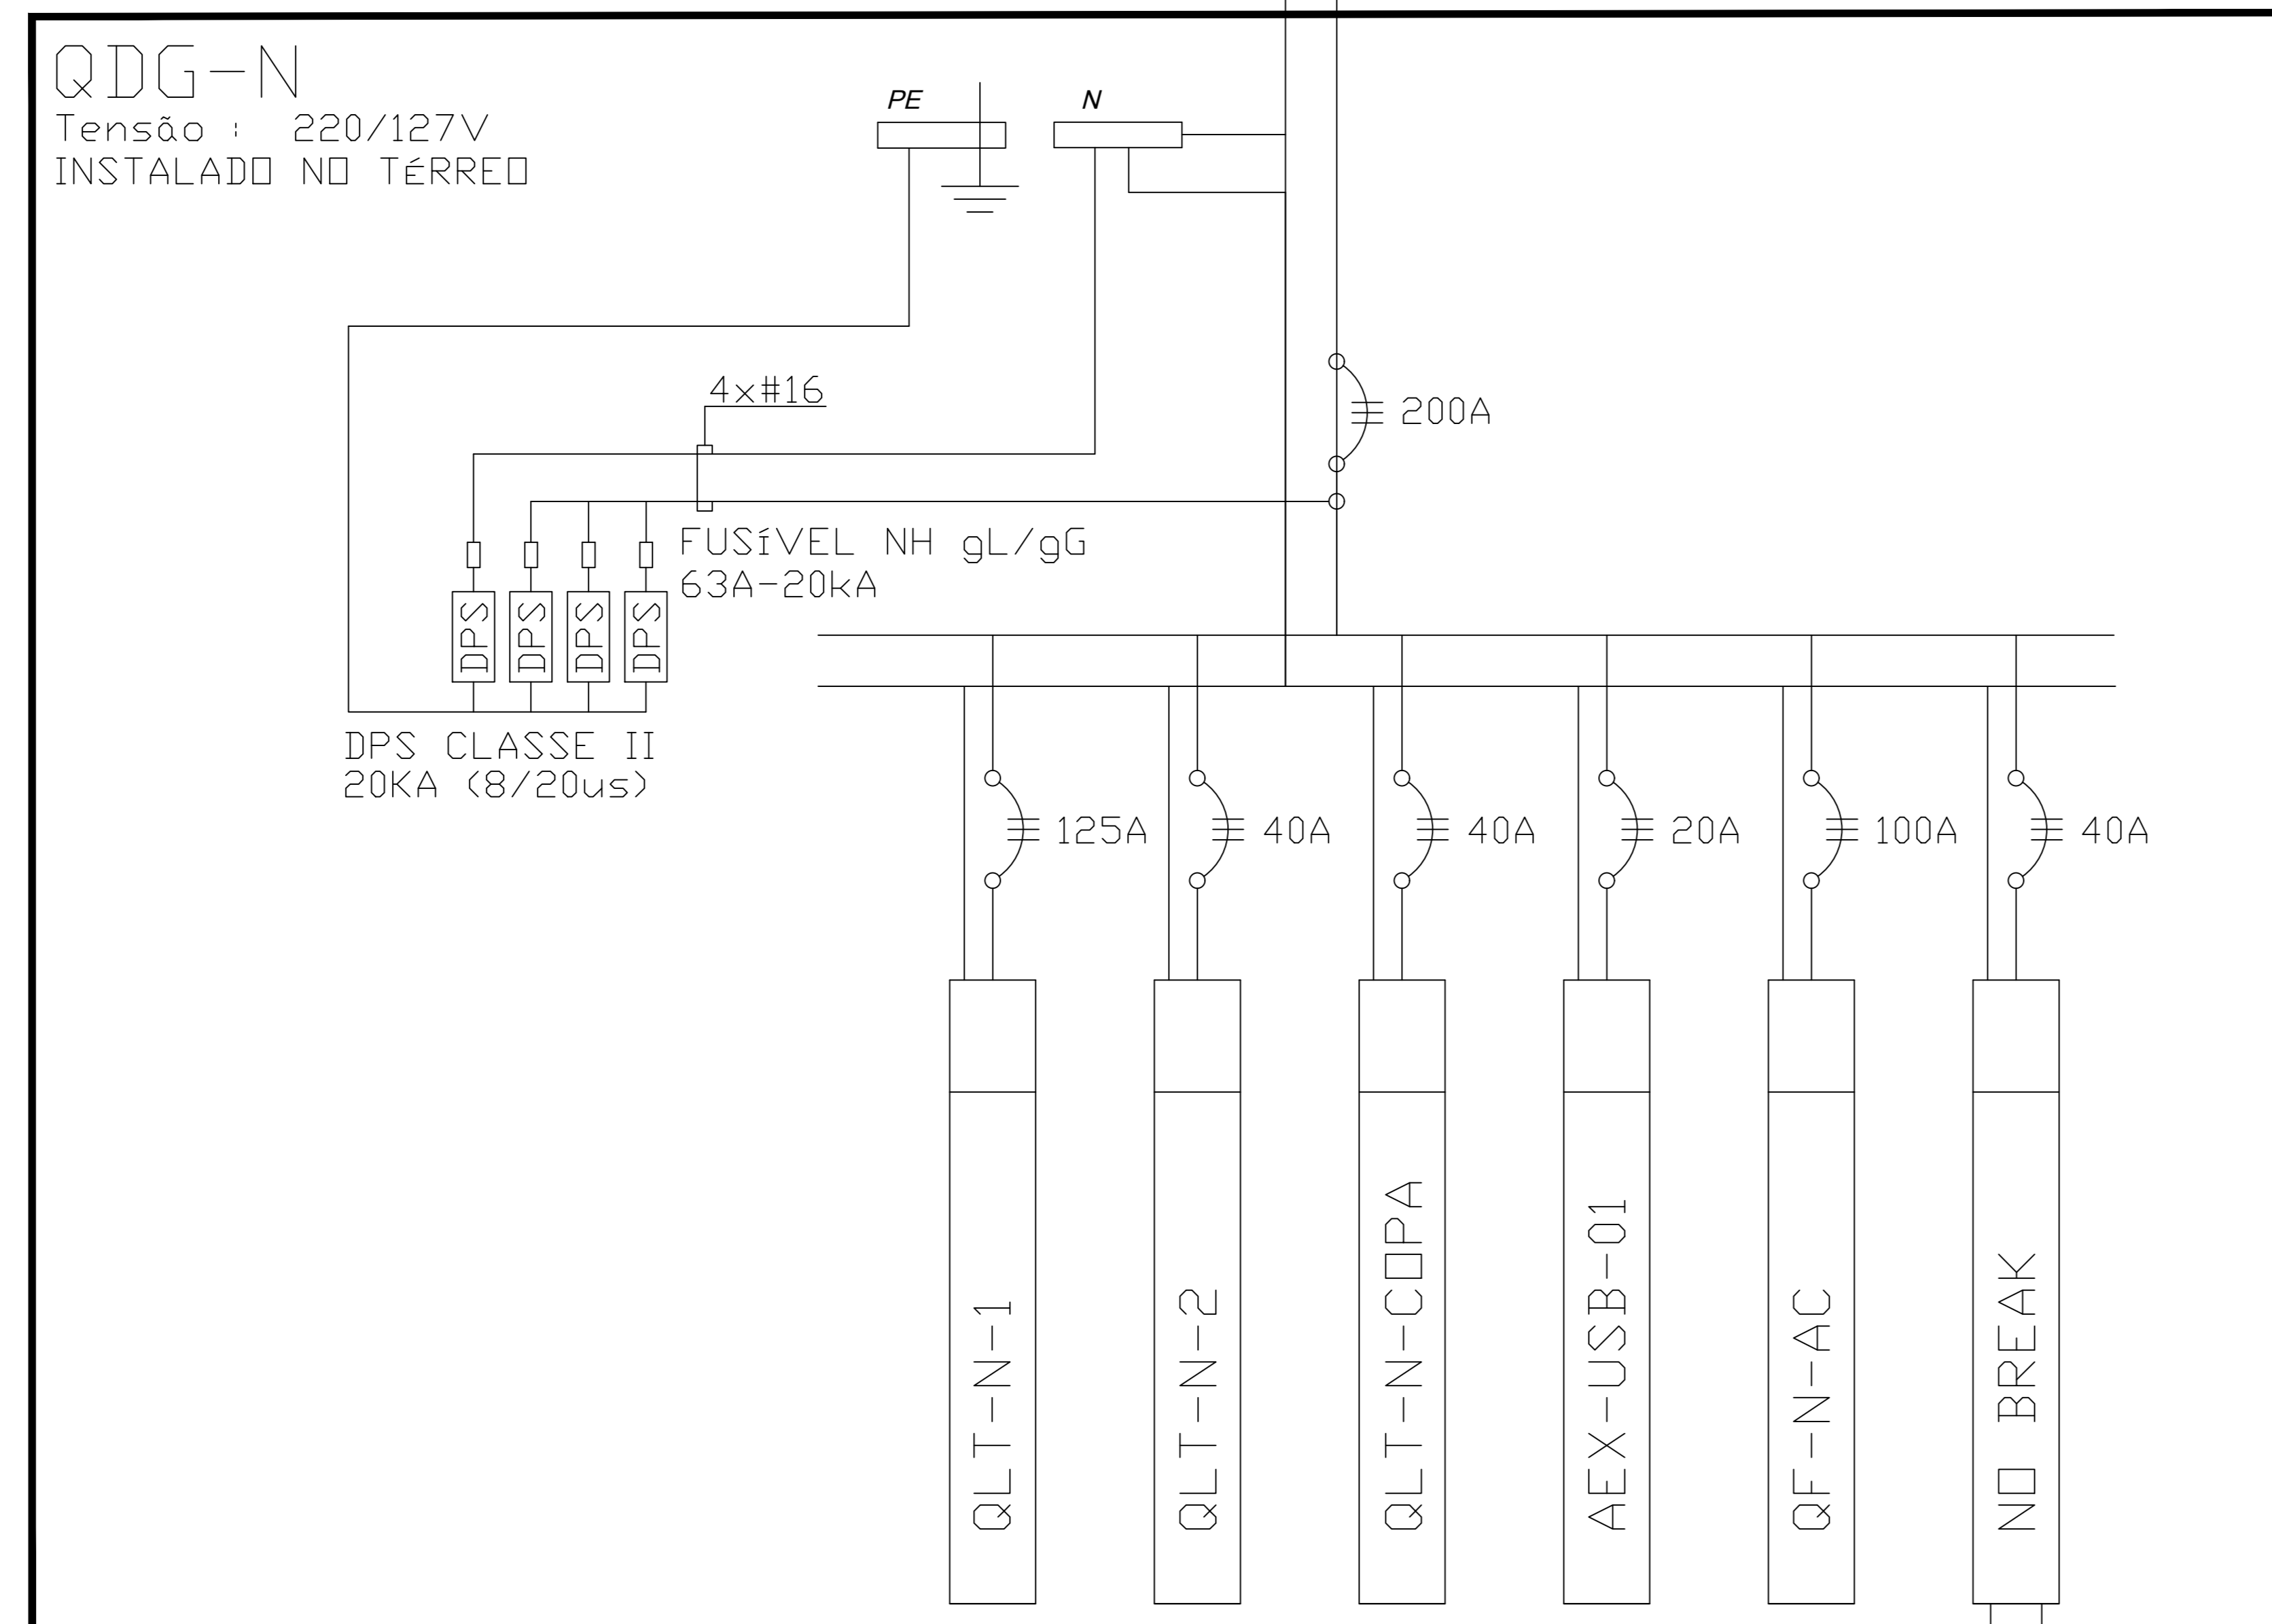 QDG-N
Tensão : 220/127V
INSTALADO NO TéRREO
PE
N
4x#16
200A
FUSíVEL NH gL/gG
63A-20kA
DPS
DPS
DPS
DPS
DPS CLASSE II
20KA (8/20us)
125A
40A
40A
20A
100A
40A
QLT-N-1
QLT-N-2
QLT-N-COPA
AEX-USB-01
QF-N-AC
NO BREAK